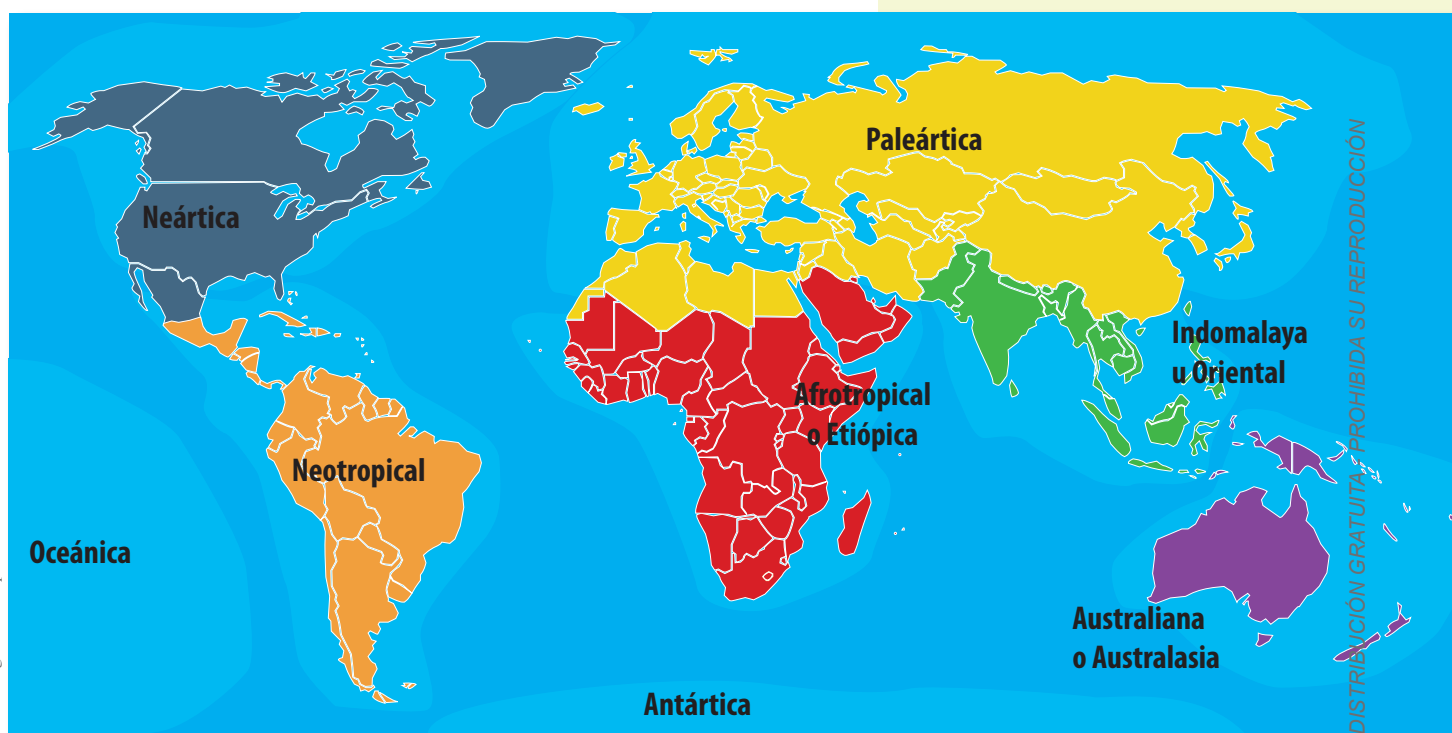 Paleártica
Neártica
Indomalaya
u Oriental
Afrotropical
o Etiópica
Neotropical
Oceánica
Australiana
o Australasia
Antártica
DISTRIBUCIÓN GRATUITA - PROHIBIDA SU REPRODUCCIÓN